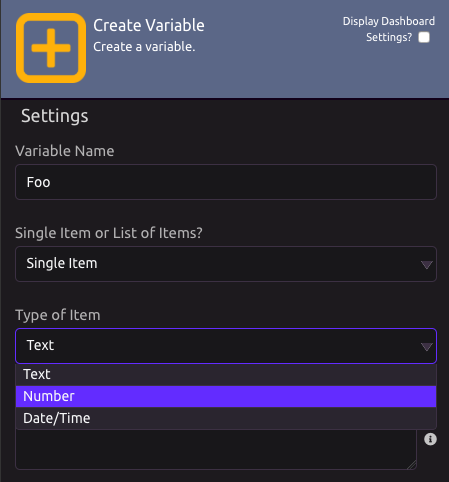 Create Variable
Create a variable.
Display Dashboard
Settings?
Settings
Variable Name
Foo
Single Item or List of Items?
Single Item
Type of Item
Text
Text
Number
Date/Time